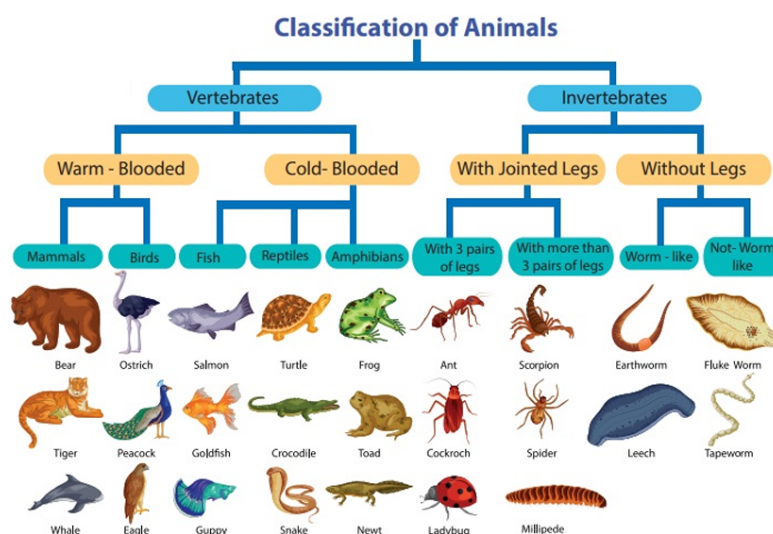 Classification of Animals
Vertebrates
Invertebrates
Warm - Blooded
Cold- Blooded
With Jointed Legs
Without Legs
Mammals
Birds
Fish
Reptiles
Amphibians
With 3 pairs
of legs
With more than
3 pairs of legs
Worm - like
Not- Worm
like
Bear
Ostrich
Salmon
Turtle
Frog
Ant
Scorpion
Earthworm
Fluke Worm
Tiger
Peacock
Goldfish
Crocodile
Toad
Cockroch
Spider
Leech
Tapeworm
Whale
Eagle
Guppy
Snake
Newt
Ladybug
Millipede